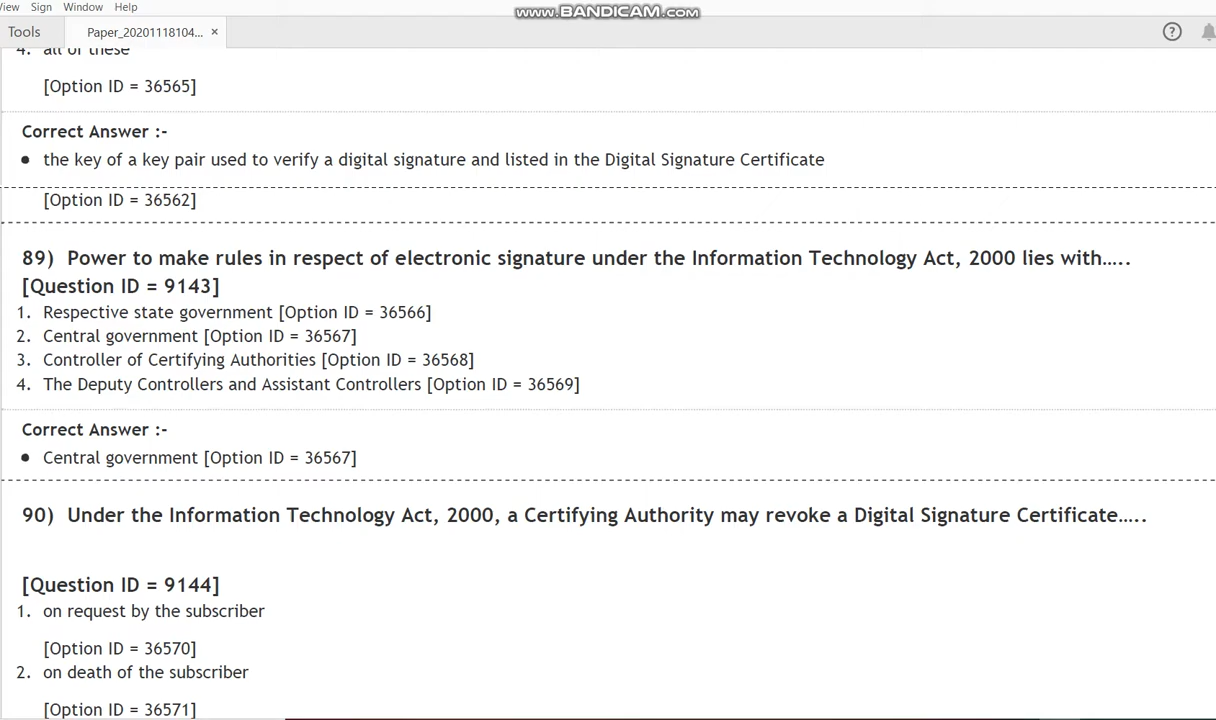 View Sign Window Help
www.BANDICAM.com
Tools Paper_20201118104... ×
4. all of these
[Option ID = 36565]
Correct Answer :-
● the key of a key pair used to verify a digital signature and listed in the Digital Signature Certificate
[Option ID = 36562]
89) Power to make rules in respect of electronic signature under the Information Technology Act, 2000 lies with…..
[Question ID = 9143]
1. Respective state government [Option ID = 36566]
2. Central government [Option ID = 36567]
3. Controller of Certifying Authorities [Option ID = 36568]
4. The Deputy Controllers and Assistant Controllers [Option ID = 36569]
Correct Answer :-
● Central government [Option ID = 36567]
90) Under the Information Technology Act, 2000, a Certifying Authority may revoke a Digital Signature Certificate…..
[Question ID = 9144]
1. on request by the subscriber
[Option ID = 36570]
2. on death of the subscriber
[Option ID = 36571]